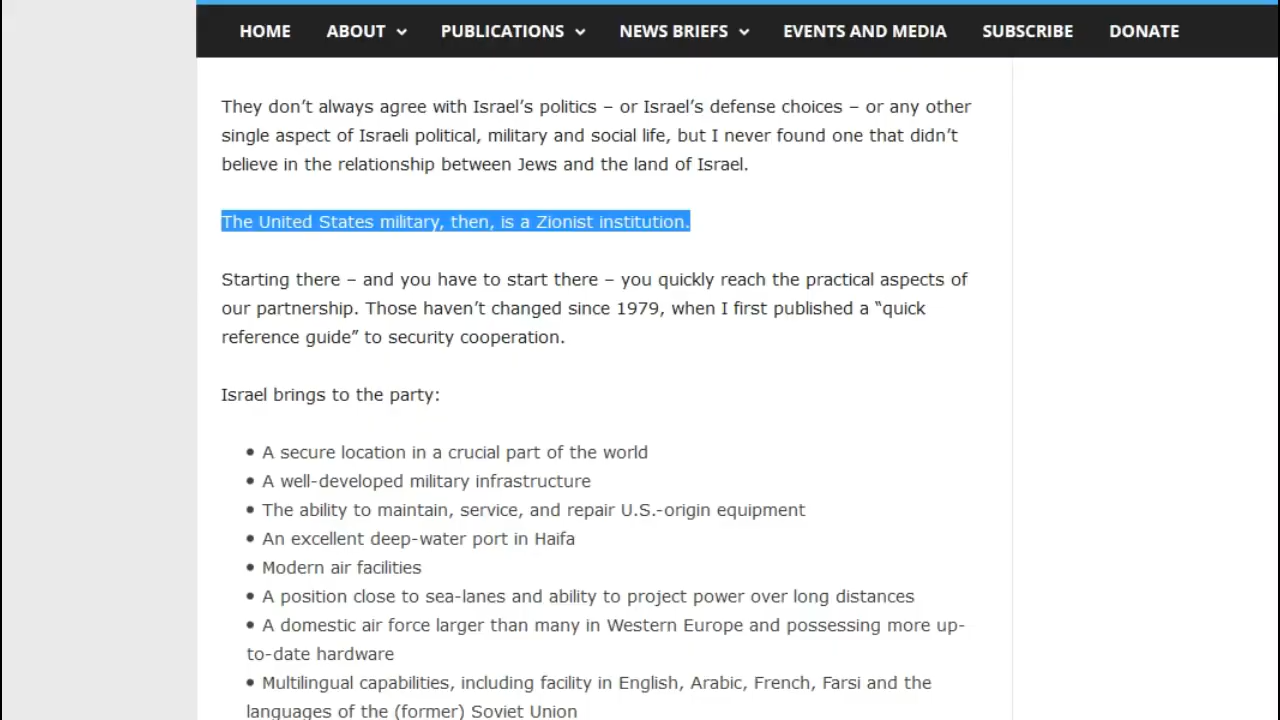 HOME ABOUT PUBLICATIONS NEWS BRIEFS EVENTS AND MEDIA SUBSCRIBE DONATE
They don’t always agree with Israel’s politics – or Israel’s defense choices – or any other
single aspect of Israeli political, military and social life, but I never found one that didn’t
believe in the relationship between Jews and the land of Israel.
The United States military, then, is a Zionist institution.
Starting there – and you have to start there – you quickly reach the practical aspects of
our partnership. Those haven’t changed since 1979, when I first published a “quick
reference guide” to security cooperation.
Israel brings to the party:
• A secure location in a crucial part of the world
• A well-developed military infrastructure
• The ability to maintain, service, and repair U.S.-origin equipment
• An excellent deep-water port in Haifa
• Modern air facilities
• A position close to sea-lanes and ability to project power over long distances
• A domestic air force larger than many in Western Europe and possessing more up-
to-date hardware
• Multilingual capabilities, including facility in English, Arabic, French, Farsi and the
languages of the (former) Soviet Union